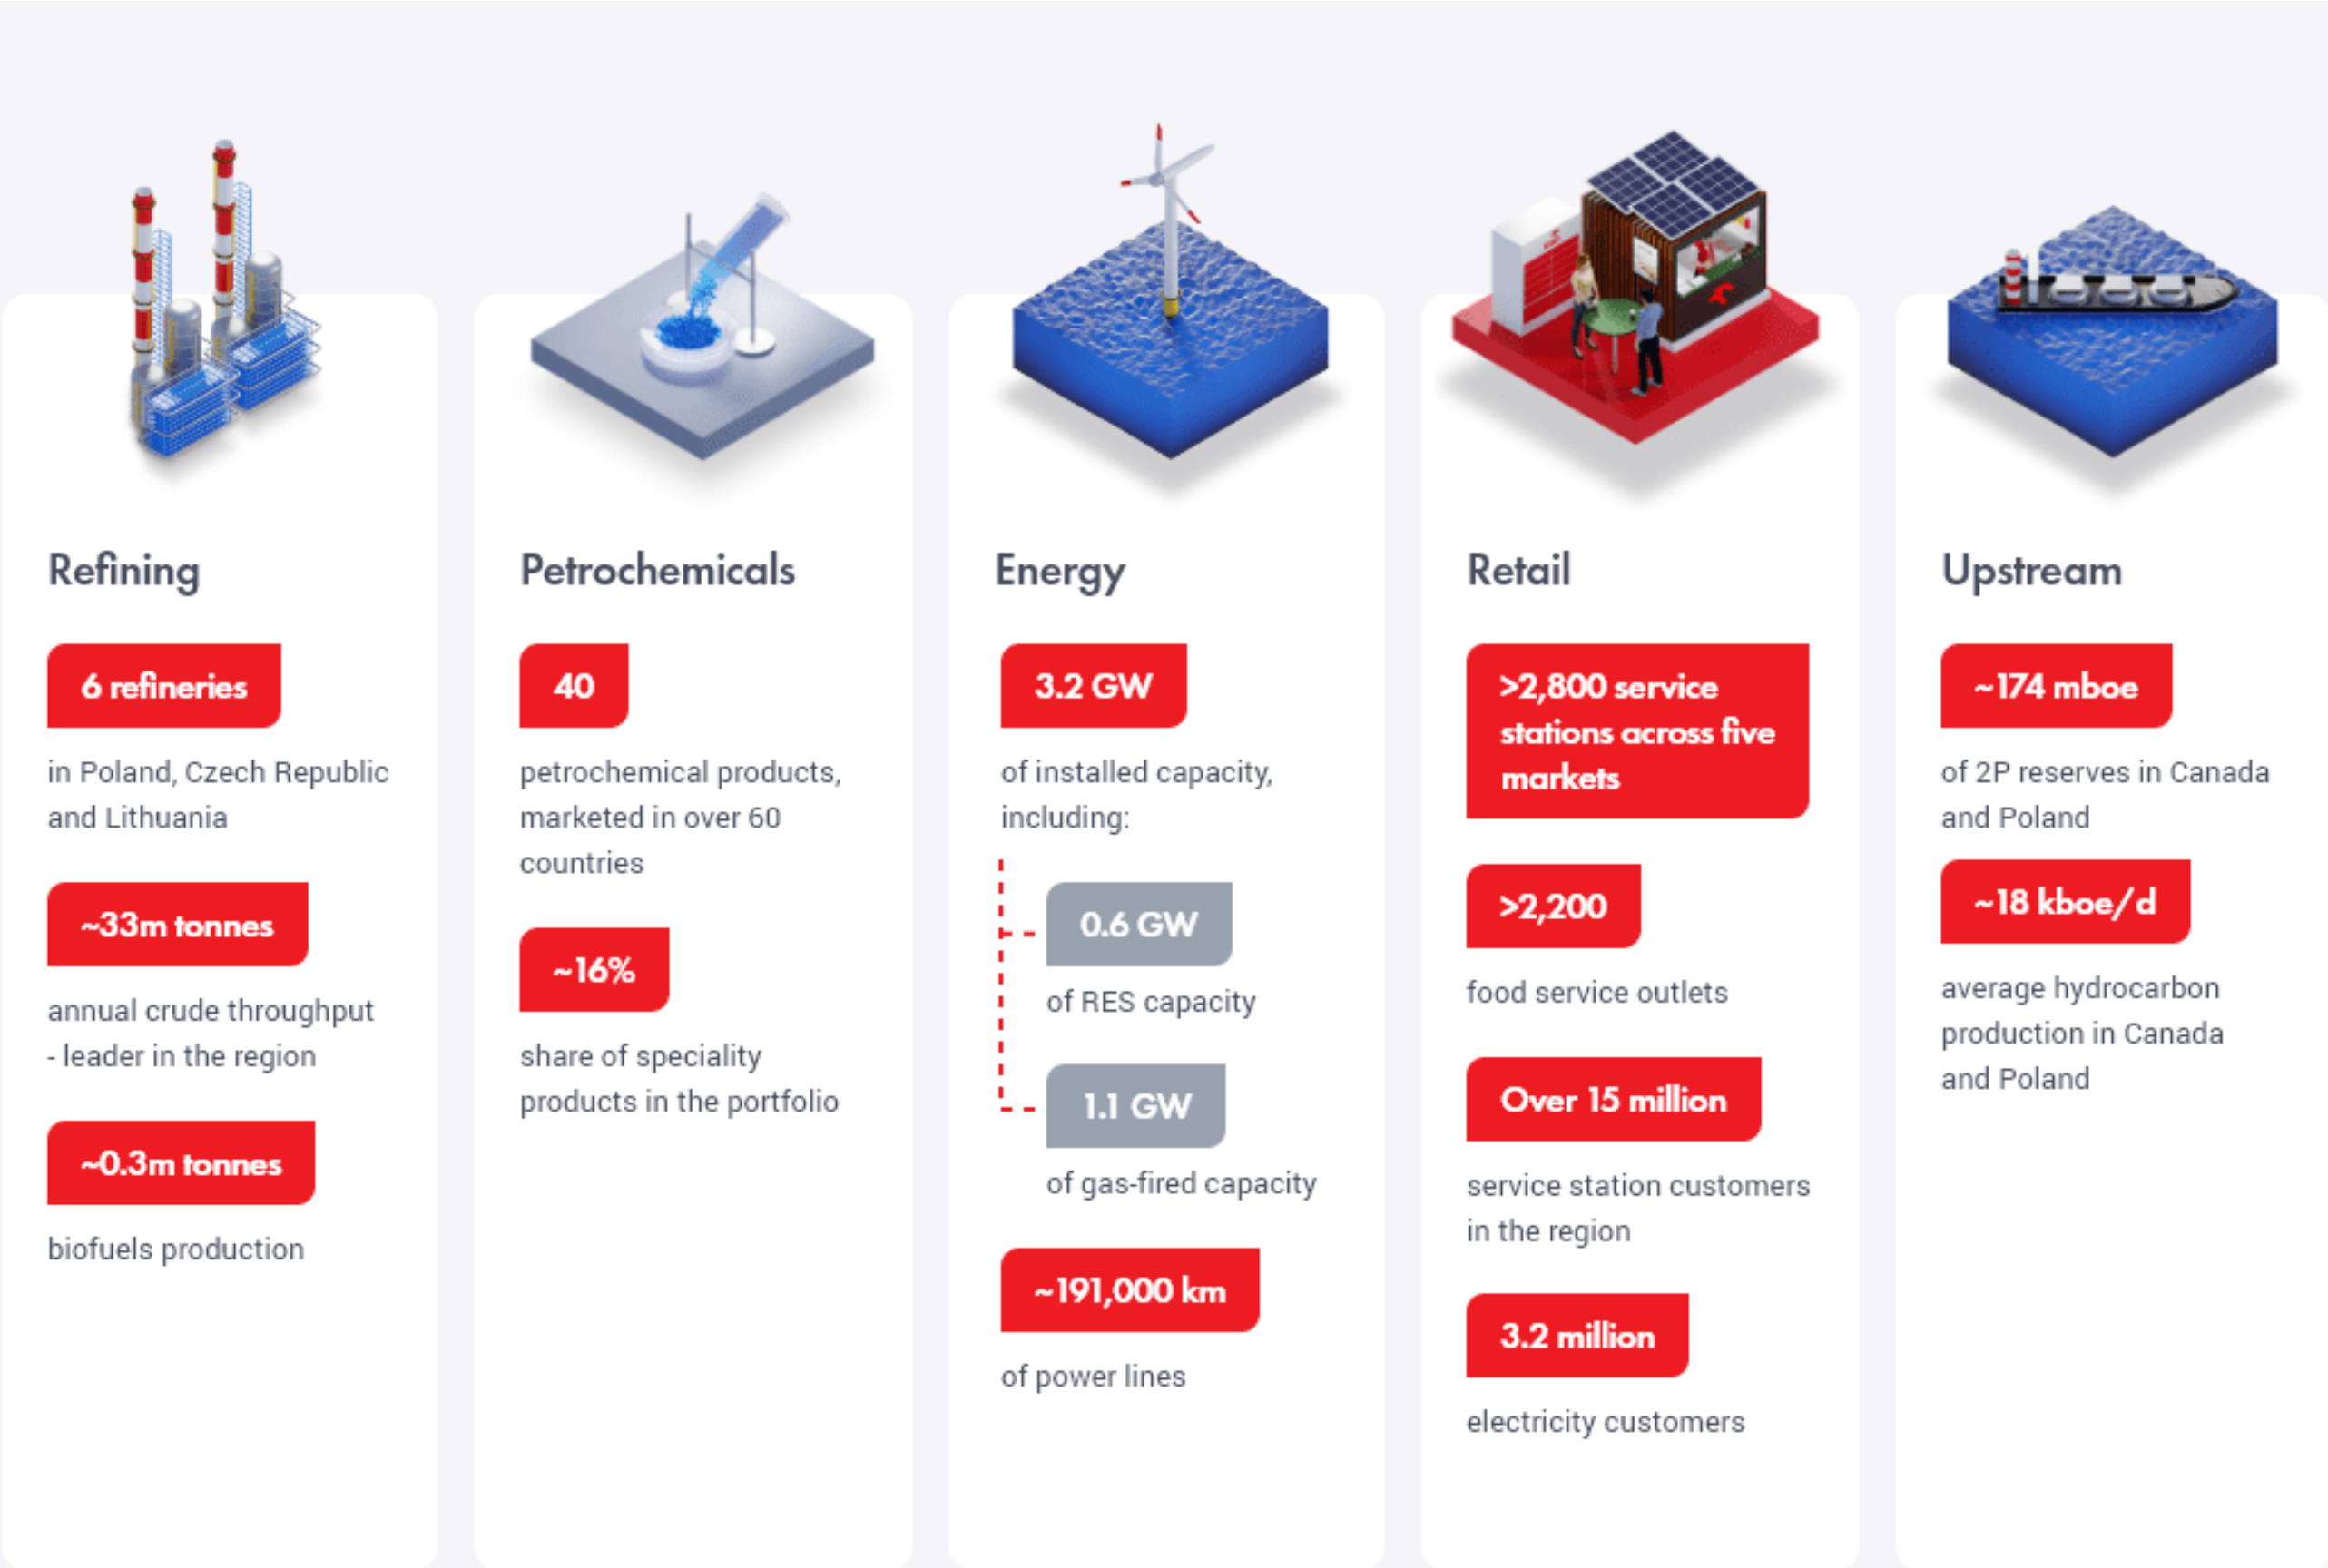 Refining
6 refineries
in Poland, Czech Republic
and Lithuania
~33m tonnes
annual crude throughput
- leader in the region
~0.3m tonnes
biofuels production
Petrochemicals
40
petrochemical products,
marketed in over 60
countries
~16%
share of speciality
products in the portfolio
Energy
3.2 GW
of installed capacity,
including:
0.6 GW
of RES capacity
1.1 GW
of gas-fired capacity
~191,000 km
of power lines
Retail
>2,800 service
stations across five
markets
>2,200
food service outlets
Over 15 million
service station customers
in the region
3.2 million
electricity customers
Upstream
~174 mboe
of 2P reserves in Canada
and Poland
~18 kboe/d
average hydrocarbon
production in Canada
and Poland